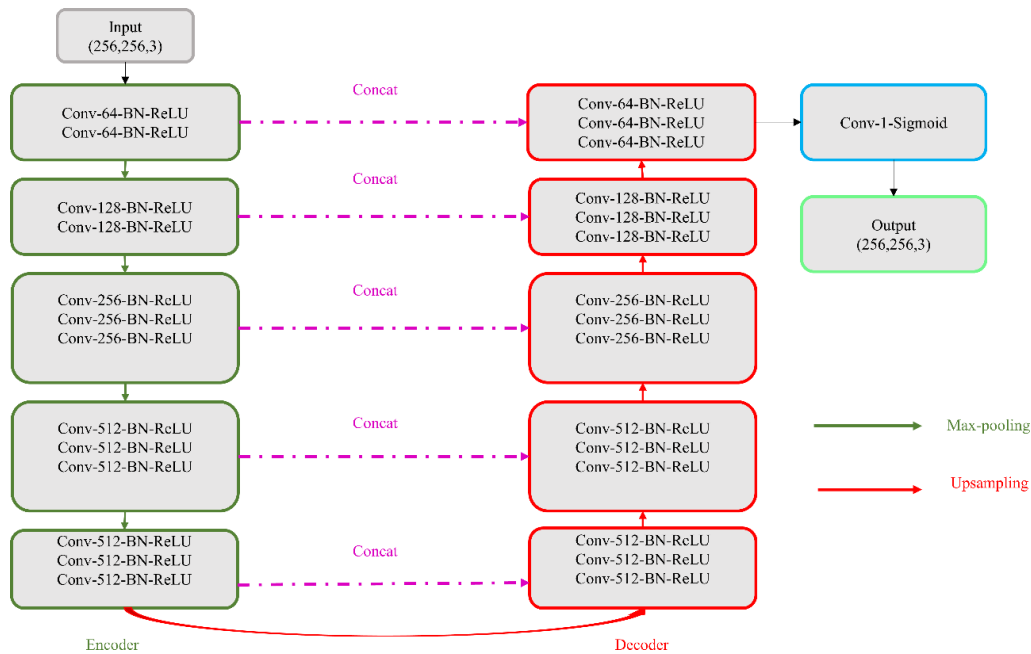 Input
(256,256,3)
Conv-64-BN-ReLU
Conv-64-BN-ReLU
Concat
Conv-64-BN-ReLU
Conv-64-BN-ReLU
Conv-64-BN-ReLU
Conv-1-Sigmoid
Conv-128-BN-ReLU
Conv-128-BN-ReLU
Concat
Conv-128-BN-ReLU
Conv-128-BN-ReLU
Conv-128-BN-ReLU
Output
(256,256,3)
Conv-256-BN-ReLU
Conv-256-BN-ReLU
Conv-256-BN-ReLU
Concat
Conv-256-BN-ReLU
Conv-256-BN-ReLU
Conv-256-BN-ReLU
Conv-512-BN-ReLU
Conv-512-BN-ReLU
Conv-512-BN-ReLU
Concat
Conv-512-BN-ReLU
Conv-512-BN-ReLU
Conv-512-BN-ReLU
Max-pooling
Upsampling
Conv-512-BN-ReLU
Conv-512-BN-ReLU
Conv-512-BN-ReLU
Concat
Conv-512-BN-ReLU
Conv-512-BN-ReLU
Conv-512-BN-ReLU
Encoder
Decoder